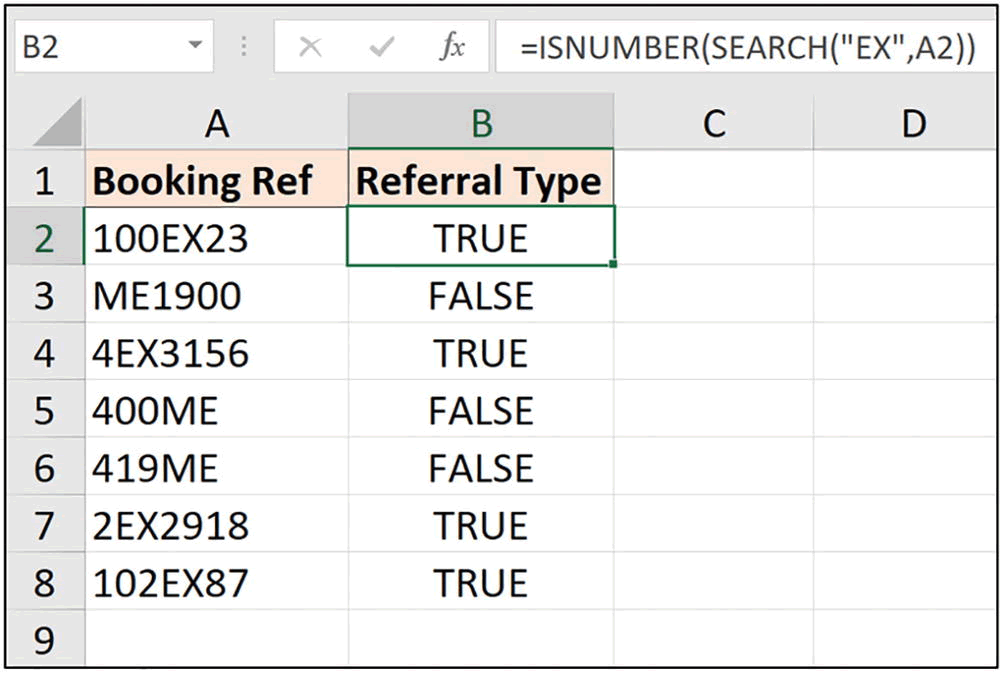 B2 fx =ISNUMBER(SEARCH("EX",A2))
A B C D
1 Booking Ref Referral Type
2 100EX23 TRUE
3 ME1900 FALSE
4 4EX3156 TRUE
5 400ME FALSE
6 419ME FALSE
7 2EX2918 TRUE
8 102EX87 TRUE
9